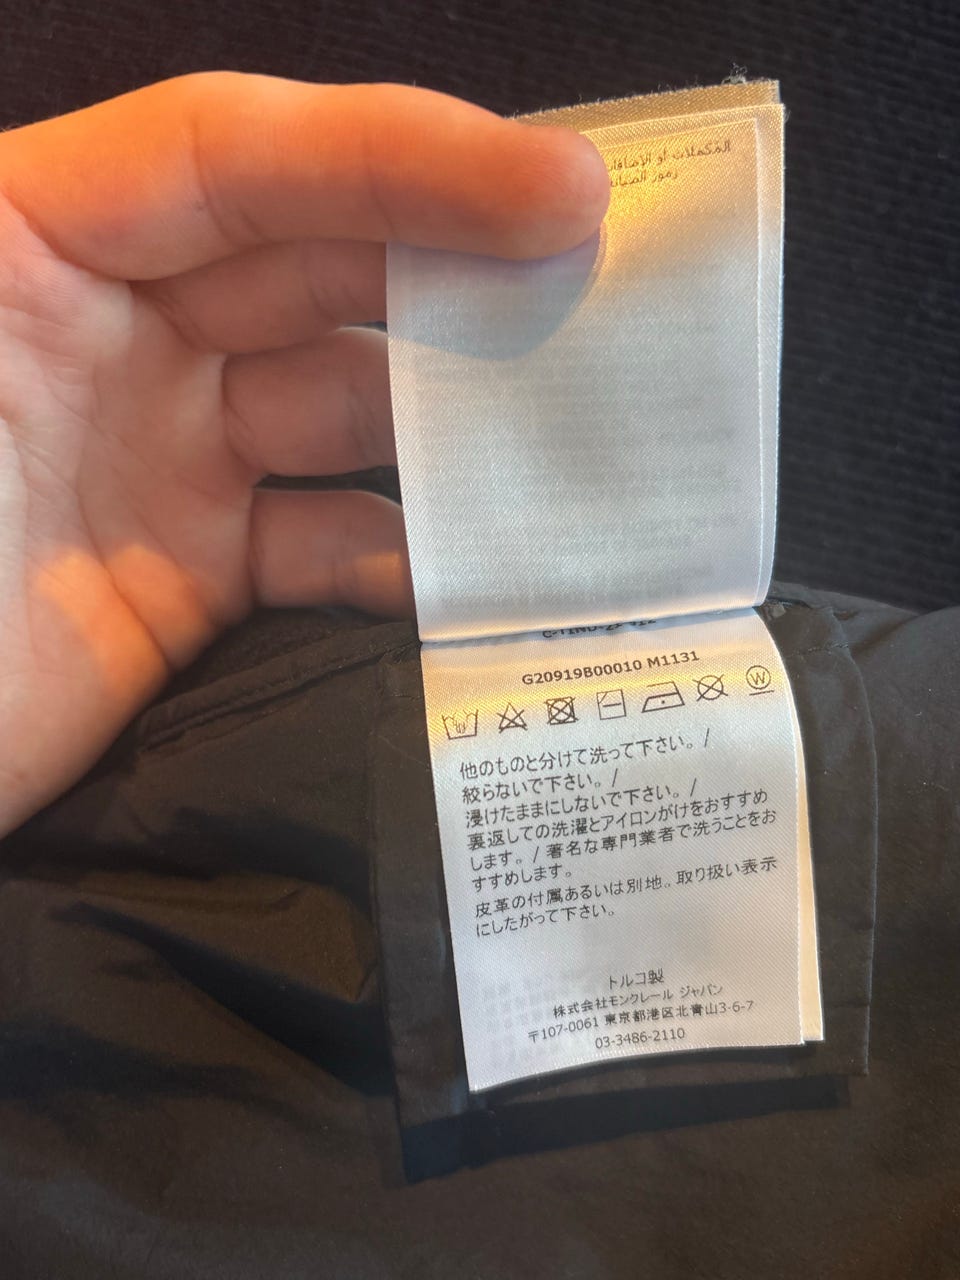 المكملات أو الإضافات
رموز الصيانة
G20919B00010 M1131
W
他のものと分けて洗って下さい。/
絞らないで下さい。/
浸けたままにしないで下さい。/
裏返しての洗濯とアイロンがけをおすすめ
します。/ 著名な専門業者で洗うことをお
すすめします。
皮革の付属あるいは別地。取り扱い表示
にしたがって下さい。
トルコ製
株式会社モンクレール ジャパン
〒107-0061 東京都港区北青山3-6-7
03-3486-2110